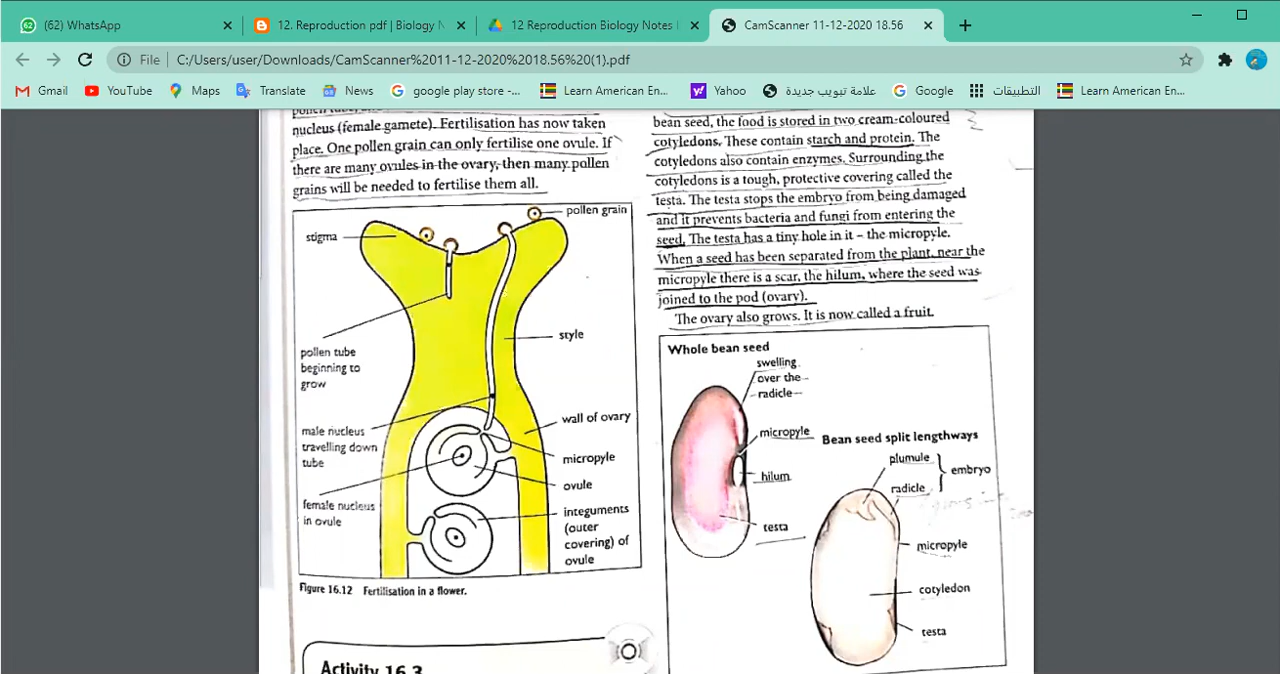 (62) WhatsApp
12. Reproduction pdf | Biology N
12 Reproduction Biology Notes
CamScanner 11-12-2020 18.56
File
C:/Users/user/Downloads/CamScanner%2011-12-2020%2018.56%20(1).pdf
Gmail
YouTube
Maps
Translate
News
google play store -...
Learn American En...
Yahoo
علامة تبويب جديدة
Google
التطبيقات
Learn American En...
nucleus (female gamete). Fertilisation has now taken
place. One pollen grain can only fertilise one ovule. If
there are many ovules in the ovary, then many pollen
grains will be needed to fertilise them all.
pollen grain
stigma
style
pollen tube
beginning to
grow
wall of ovary
male nucleus
travelling down
tube
micropyle
ovule
female nucleus
in ovule
integuments
(outer
covering) of
ovule
Figure 16.12 Fertilisation in a flower.
Activity 16.3
bean seed, the food is stored in two cream-coloured
cotyledons. These contain starch and protein. The
cotyledons also contain enzymes. Surrounding the
cotyledons is a tough, protective covering called the
testa. The testa stops the embryo from being damaged
and it prevents bacteria and fungi from entering the
seed. The testa has a tiny hole in it – the micropyle.
When a seed has been separated from the plant, near the
micropyle there is a scar, the hilum, where the seed was
joined to the pod (ovary).
The ovary also grows. It is now called a fruit.
Whole bean seed
swelling
over the
radicle
micropyle
hilum
testa
Bean seed split lengthways
plumule
embryo
radicle
micropyle
cotyledon
testa